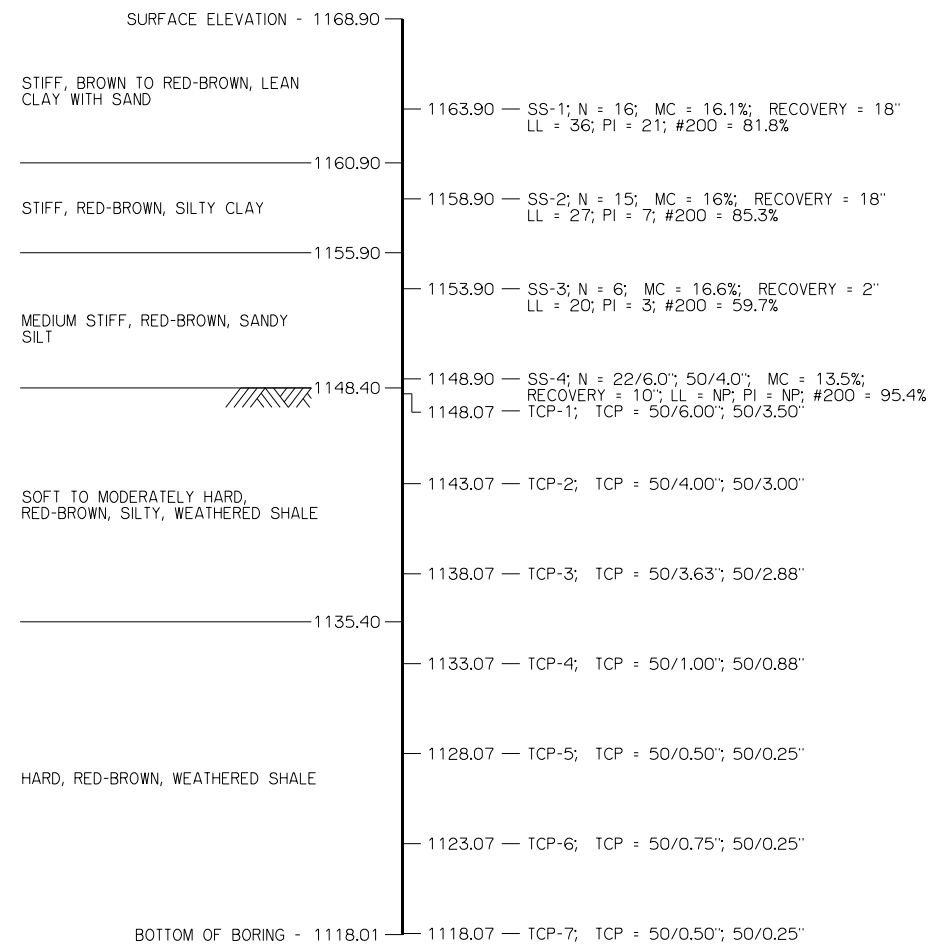 SURFACE ELEVATION - 1168.90
STIFF, BROWN TO RED-BROWN, LEAN
CLAY WITH SAND
1163.90
SS-1; N = 16; MC = 16.1%; RECOVERY = 18"
LL = 36; PI = 21; #200 = 81.8%
1160.90
STIFF, RED-BROWN, SILTY CLAY
1158.90
SS-2; N = 15; MC = 16%; RECOVERY = 18"
LL = 27; PI = 7; #200 = 85.3%
1155.90
1153.90
SS-3; N = 6; MC = 16.6%; RECOVERY = 2"
LL = 20; PI = 3; #200 = 59.7%
MEDIUM STIFF, RED-BROWN, SANDY
SILT
1148.40
1148.90
SS-4; N = 22/6.0"; 50/4.0"; MC = 13.5%;
RECOVERY = 10"; LL = NP; PI = NP; #200 = 95.4%
1148.07
TCP-1; TCP = 50/6.00"; 50/3.50"
1143.07
TCP-2; TCP = 50/4.00"; 50/3.00"
SOFT TO MODERATELY HARD,
RED-BROWN, SILTY, WEATHERED SHALE
1138.07
TCP-3; TCP = 50/3.63"; 50/2.88"
1135.40
1133.07
TCP-4; TCP = 50/1.00"; 50/0.88"
1128.07
TCP-5; TCP = 50/0.50"; 50/0.25"
HARD, RED-BROWN, WEATHERED SHALE
1123.07
TCP-6; TCP = 50/0.75"; 50/0.25"
BOTTOM OF BORING - 1118.01
1118.07
TCP-7; TCP = 50/0.50"; 50/0.25"